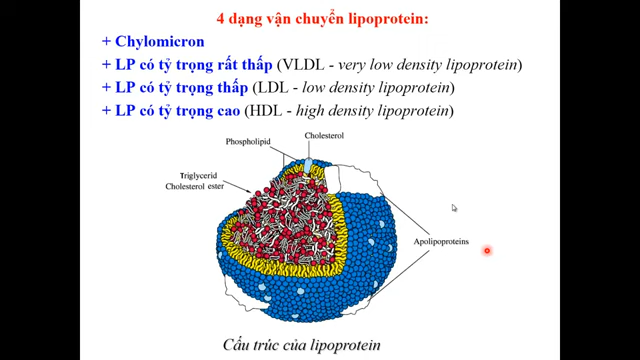 4 dạng vận chuyển lipoprotein:
+ Chylomicron
+ LP có tỷ trọng rất thấp (VLDL - very low density lipoprotein)
+ LP có tỷ trọng thấp (LDL - low density lipoprotein)
+ LP có tỷ trọng cao (HDL - high density lipoprotein)
Cholesterol
Phospholipid
Triglycerid
Cholesterol ester
Apolipoproteins
Cấu trúc của lipoprotein